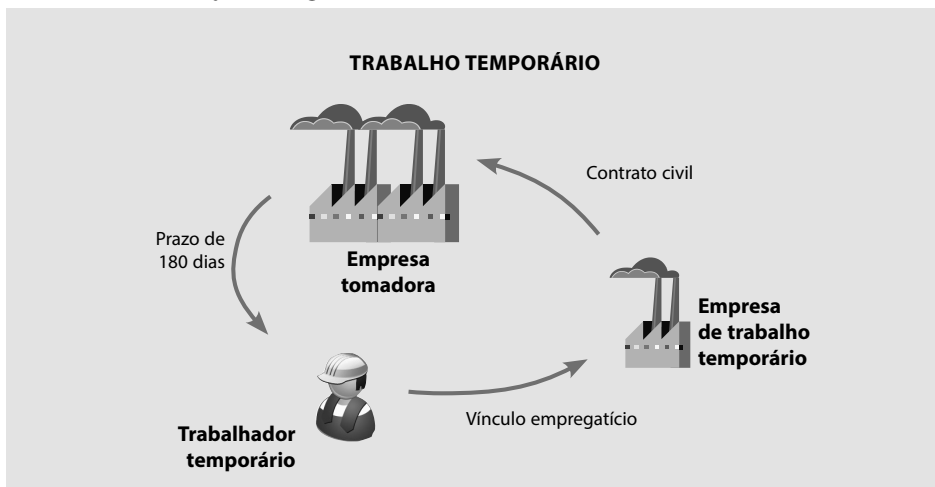 TRABALHO TEMPORÁRIO
Contrato civil
Prazo de
180 dias
Empresa
tomadora
Empresa
de trabalho
temporário
Vínculo empregatício
Trabalhador
temporário